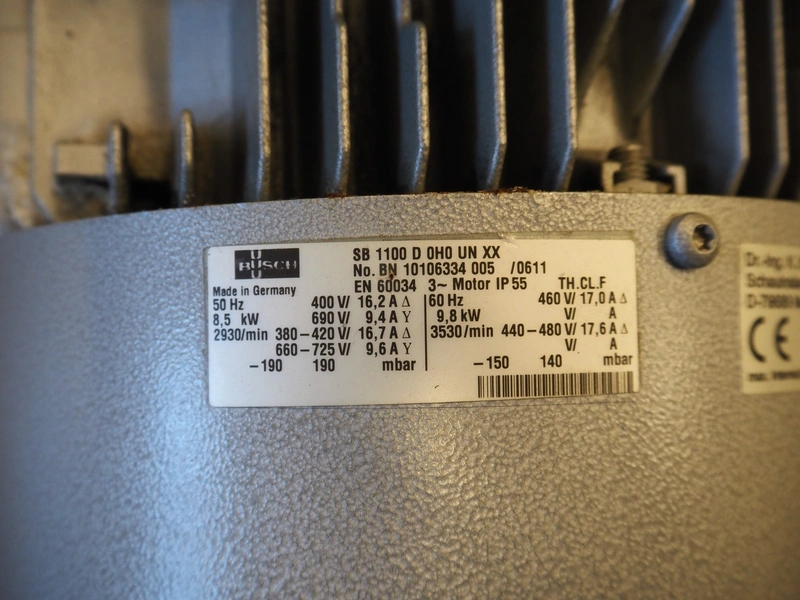 BUSCH
SB 1100 D 0H0 UN XX
No. BN 10106334 005 /0611
Made in Germany
EN 60034 3~ Motor IP 55 TH.CL.F
50 Hz 400 V/ 16,2 A Δ
8,5 kW 690 V/ 9,4 A Y
2930/min 380-420 V/ 16,7 A Δ
660-725 V/ 9,6 A Y
-190 190 mbar
60 Hz 460 V/ 17,0 A Δ
9,8 kW V/ A
3530/min 440-480 V/ 17,6 A Δ
V/ A
-150 140 mbar
Dr.-Ing. K.
CE